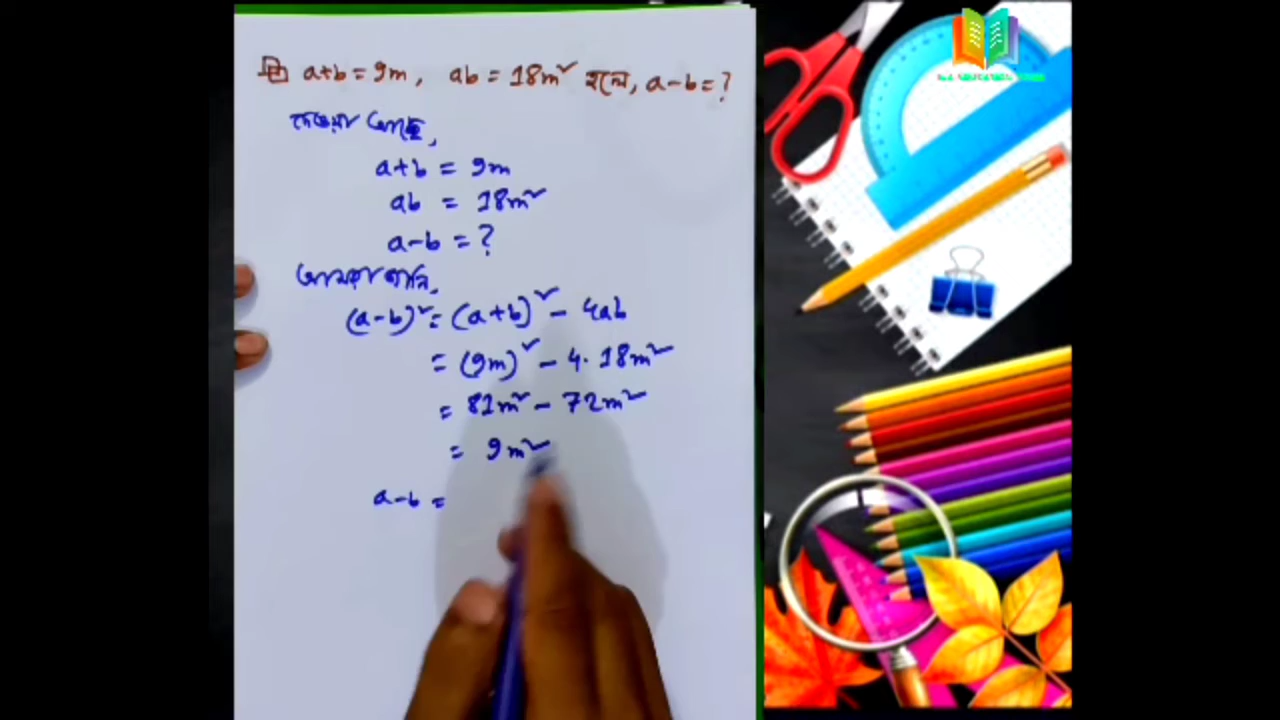 a+b = 9m, ab = 18m² হলে, a-b = ?
দেওয়া আছে,
a+b = 9m
ab = 18m²
a-b = ?
আমরা জানি,
(a-b)² = (a+b)² - 4ab
= (9m)² - 4· 18m²
= 81m² - 72m²
= 9m²
a-b =